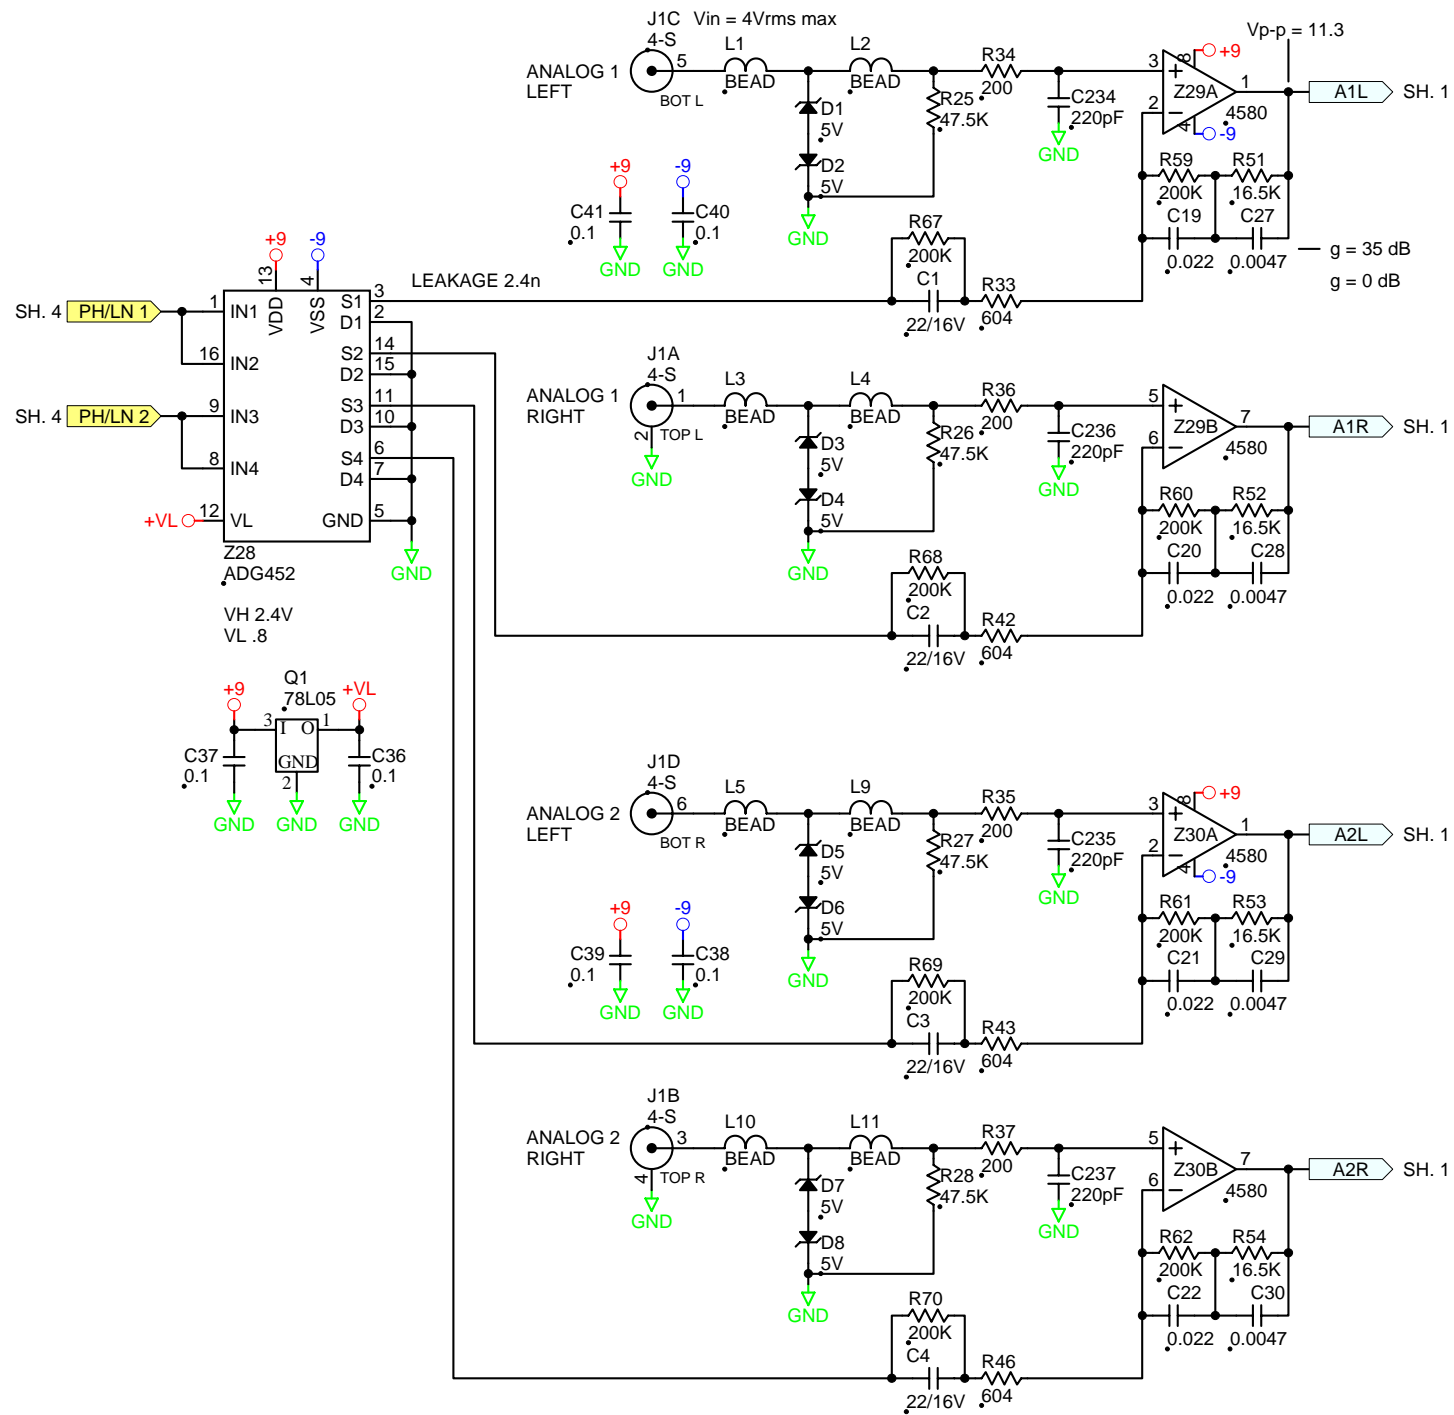 J1C Vin = 4Vrms max
4-S
ANALOG 1
LEFT
5
BOT L
L1
BEAD
L2
BEAD
D1
5V
D2
5V
GND
R25
47.5K
R34
200
C234
220pF
GND
3
2
8
+9
4
-9
Z29A
1
4580
Vp-p = 11.3
A1L SH. 1
R59
200K
R51
16.5K
C19
0.022
C27
0.0047
g = 35 dB
g = 0 dB
+9
C41
0.1
GND
-9
C40
0.1
GND
R67
200K
C1
22/16V
R33
604
LEAKAGE 2.4n
+9
13
-9
4
VDD
VSS
SH. 4 PH/LN 1
1 IN1
16 IN2
SH. 4 PH/LN 2
9 IN3
8 IN4
+VL 12 VL
S1 3
D1 2
S2 14
D2 15
S3 11
D3 10
S4 6
D4 7
GND 5
GND
Z28
ADG452
VH 2.4V
VL .8
J1A
4-S
ANALOG 1
RIGHT
1
2
TOP L
GND
L3
BEAD
L4
BEAD
D3
5V
D4
5V
GND
R26
47.5K
R36
200
C236
220pF
GND
5
6
Z29B
7
4580
A1R SH. 1
R60
200K
R52
16.5K
C20
0.022
C28
0.0047
R68
200K
C2
22/16V
R42
604
Q1
78L05
+9
+VL
3 I O 1
GND
2
C37
0.1
C36
0.1
GND
GND
GND
J1D
4-S
ANALOG 2
LEFT
6
BOT R
L5
BEAD
L9
BEAD
D5
5V
D6
5V
GND
R27
47.5K
R35
200
C235
220pF
GND
3
2
8
+9
4
-9
Z30A
1
4580
A2L SH. 1
R61
200K
R53
16.5K
C21
0.022
C29
0.0047
+9
C39
0.1
GND
-9
C38
0.1
GND
R69
200K
C3
22/16V
R43
604
J1B
4-S
ANALOG 2
RIGHT
3
4
TOP R
GND
L10
BEAD
L11
BEAD
D7
5V
D8
5V
GND
R28
47.5K
R37
200
C237
220pF
GND
5
6
Z30B
7
4580
A2R SH. 1
R62
200K
R54
16.5K
C22
0.022
C30
0.0047
R70
200K
C4
22/16V
R46
604